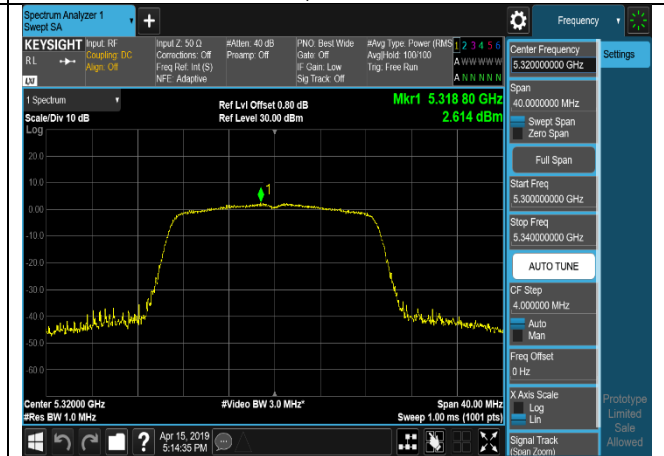 Spectrum Analyzer 1
Swept SA
+
Frequency
KEYSIGHT
RL
LXI
Input: RF
Coupling: DC
Align: Off
Input Z: 50 Ω
Corrections: Off
Freq Ref: Int (S)
NFE: Adaptive
#Atten: 40 dB
Preamp: Off
PNO: Best Wide
Gate: Off
IF Gain: Low
Sig Track: Off
#Avg Type: Power (RMS
Avg|Hold: 100/100
Trig: Free Run
1 2 3 4 5 6
A WW W W W
A N N N N N
Center Frequency
5.320000000 GHz
Settings
Span
40.0000000 MHz
Swept Span
Zero Span
Full Span
Start Freq
5.300000000 GHz
Stop Freq
5.340000000 GHz
AUTO TUNE
CF Step
4.000000 MHz
Auto
Man
Freq Offset
0 Hz
X Axis Scale
Log
Lin
Signal Track
(Span Zoom)
Prototype
Limited
Sale
Allowed
1 Spectrum
Scale/Div 10 dB
Log
Ref Lvl Offset 0.80 dB
Ref Level 30.00 dBm
Mkr1 5.318 80 GHz
2.614 dBm
20.0
10.0
0.00
-10.0
-20.0
-30.0
-40.0
-50.0
-60.0
1
Center 5.32000 GHz
#Res BW 1.0 MHz
#Video BW 3.0 MHz*
Span 40.00 MHz
Sweep 1.00 ms (1001 pts)
?
Apr 15, 2019
5:14:35 PM